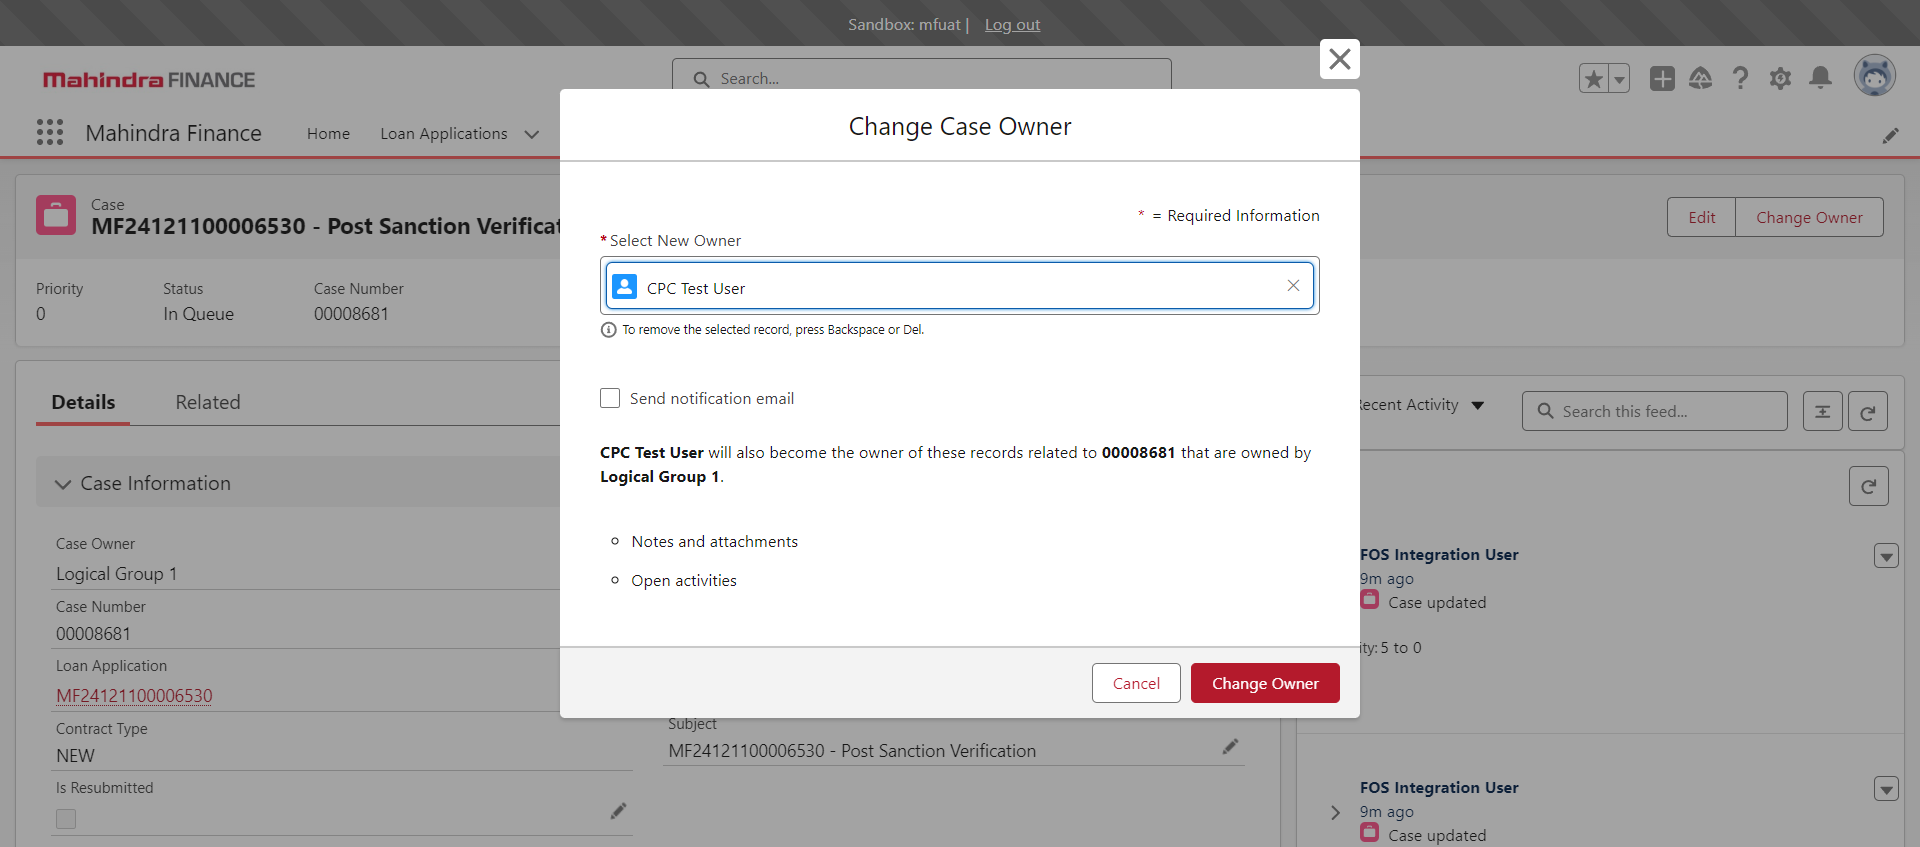 Sandbox: mfuat | Log out
Mahindra FINANCE
Search...
Mahindra Finance
Home
Loan Applications
Case
MF24121100006530 - Post Sanction
Edit
Change Owner
Priority
0
Status
In Queue
Case Number
00008681
Details
Related
Case Information
Case Owner
Logical Group 1
Case Number
00008681
Loan Application
MF24121100006530
Contract Type
NEW
Is Resubmitted
Subject
MF24121100006530 - Post Sanction Verification
Change Case Owner
* = Required Information
* Select New Owner
CPC Test User
To remove the selected record, press Backspace or Del.
Send notification email
CPC Test User will also become the owner of these records related to 00008681 that are owned by
Logical Group 1.
Notes and attachments
Open activities
Cancel
Change Owner
Activity
Search this feed...
FOS Integration User
9m ago
Case updated
5 to 0
FOS Integration User
9m ago
Case updated